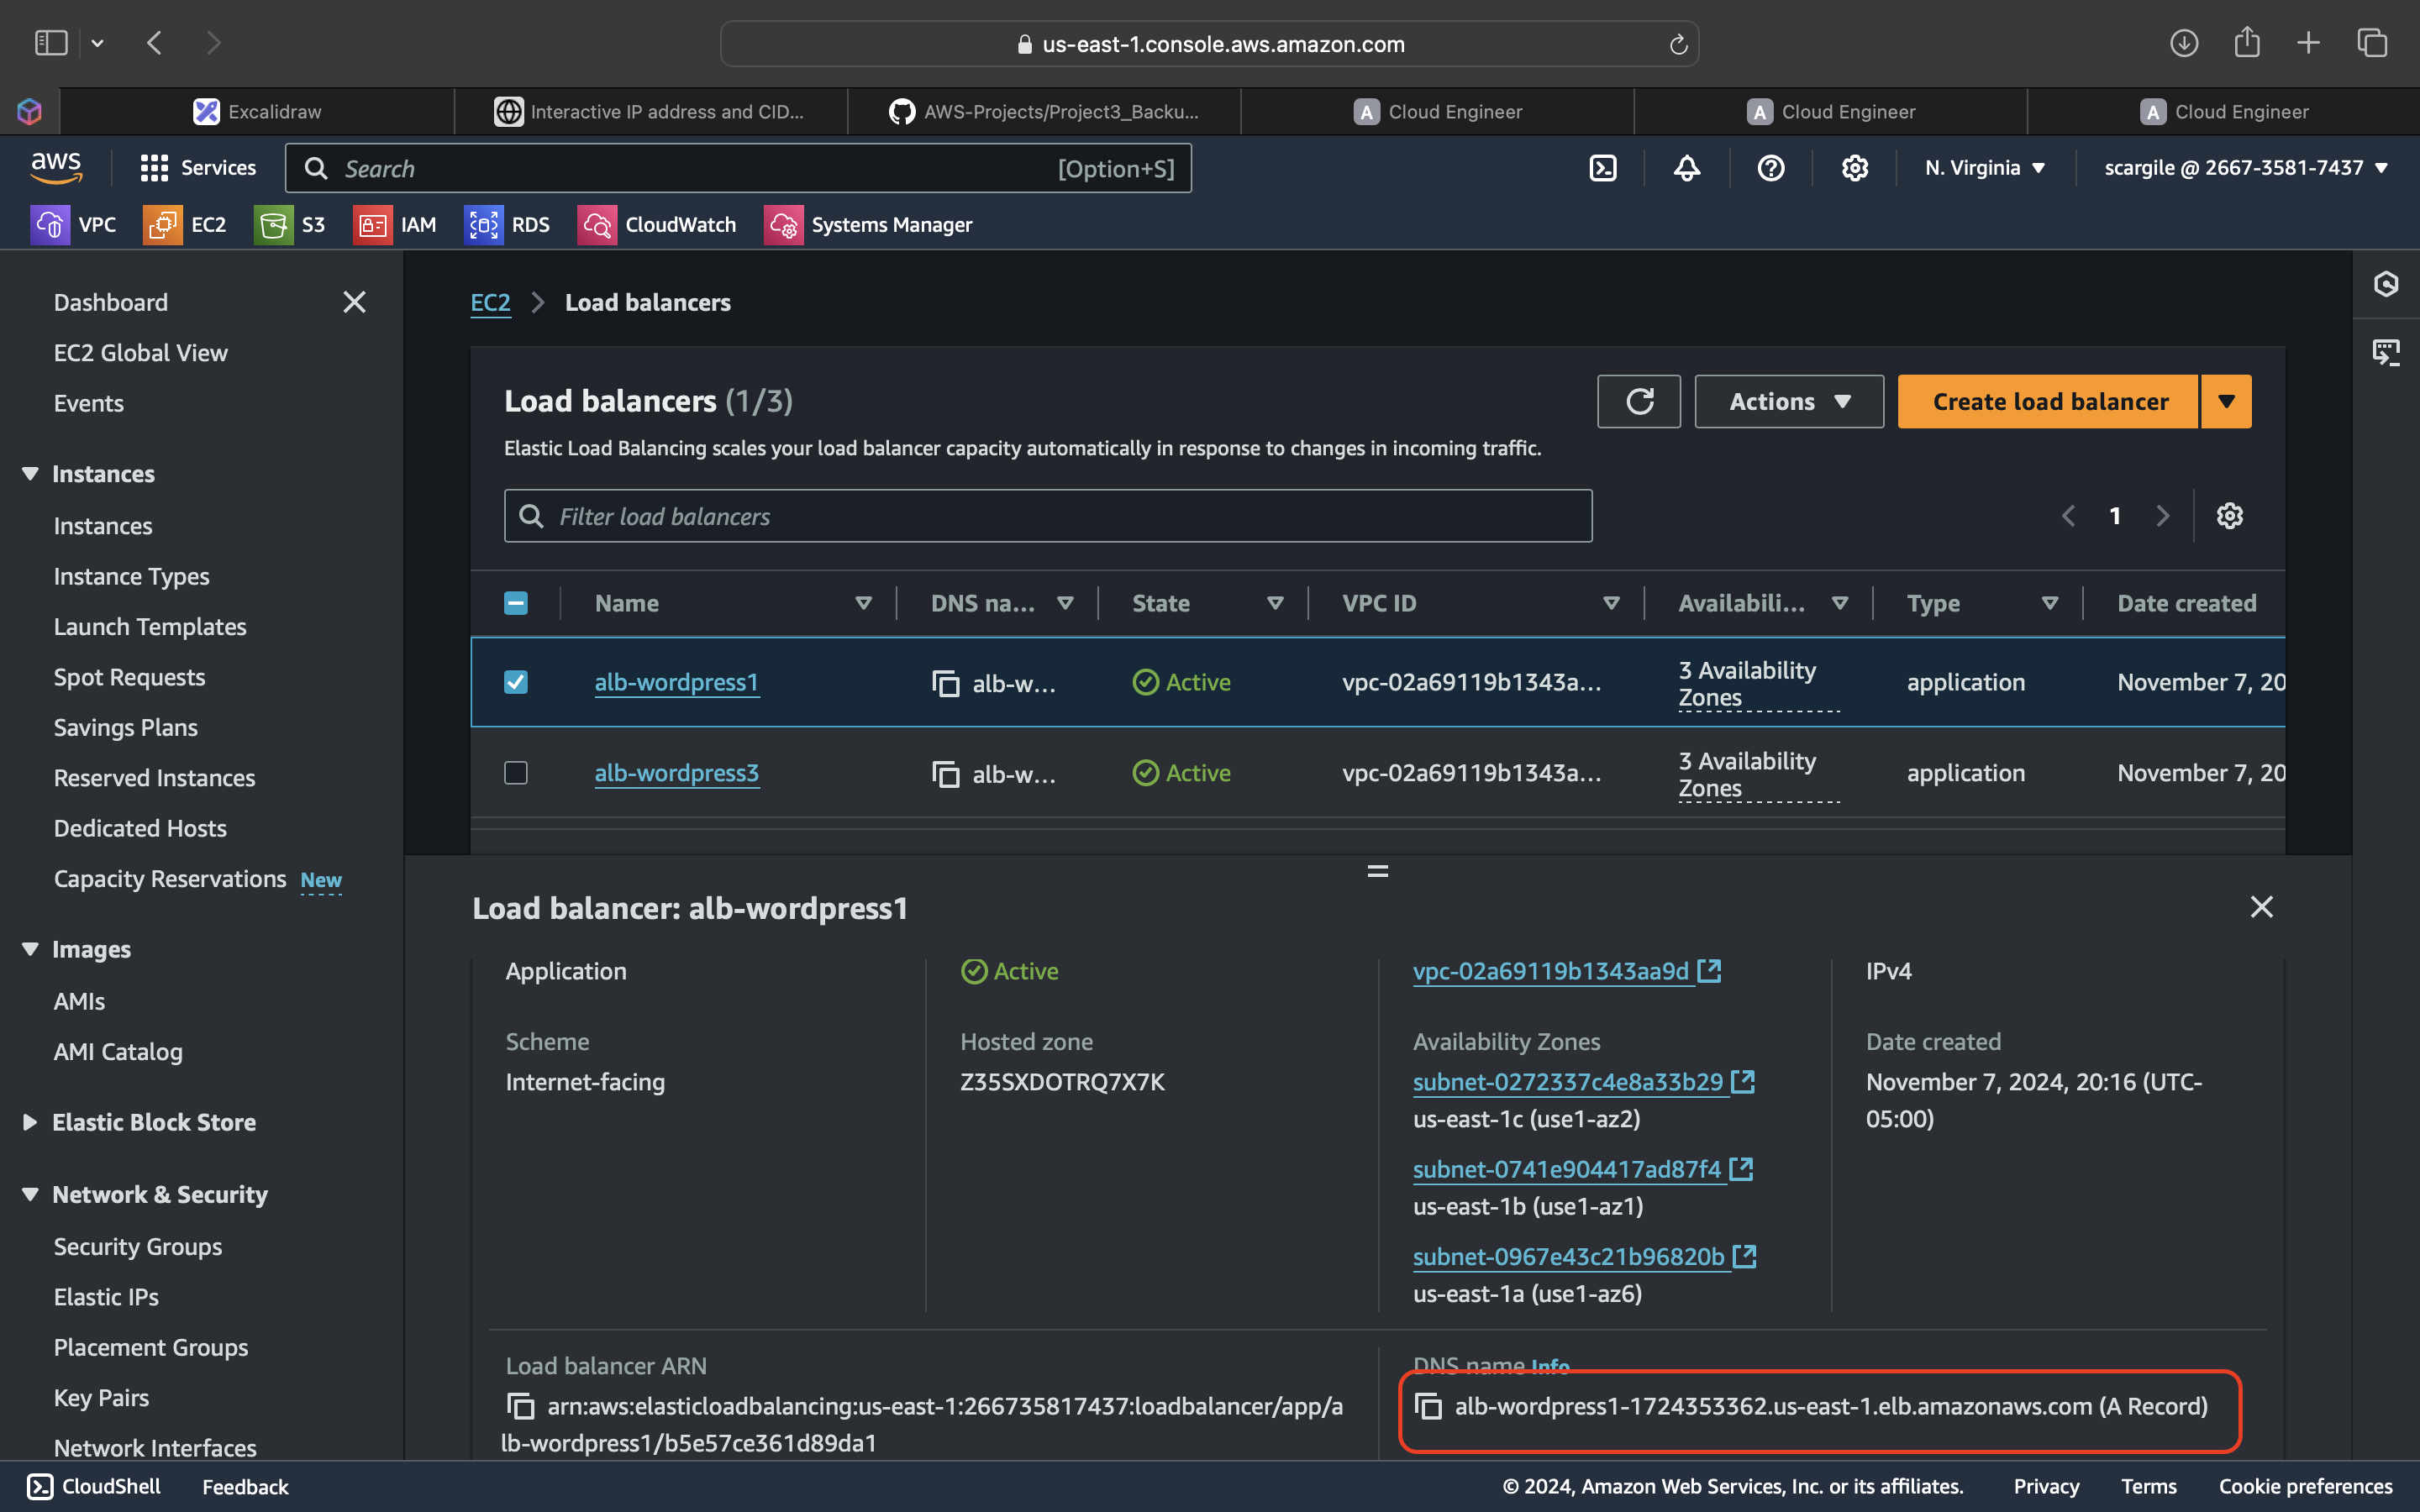 us-east-1.console.aws.amazon.com
Excalidraw
Interactive IP address and CID...
AWS-Projects/Project3_Backu...
A Cloud Engineer
A Cloud Engineer
A Cloud Engineer
aws
Services
Search [Option+S]
N. Virginia
scargile @ 2667-3581-7437
VPC EC2 S3 IAM RDS CloudWatch Systems Manager
Dashboard
EC2 Global View
Events
Instances
Instances
Instance Types
Launch Templates
Spot Requests
Savings Plans
Reserved Instances
Dedicated Hosts
Capacity Reservations New
Images
AMIs
AMI Catalog
Elastic Block Store
Network & Security
Security Groups
Elastic IPs
Placement Groups
Key Pairs
Network Interfaces
EC2 > Load balancers
Load balancers (1/3)
Actions
Create load balancer
Elastic Load Balancing scales your load balancer capacity automatically in response to changes in incoming traffic.
Filter load balancers
1
Name DNS na... State VPC ID Availabili... Type Date created
alb-wordpress1 alb-w... Active vpc-02a69119b1343a... 3 Availability Zones application November 7, 20
alb-wordpress3 alb-w... Active vpc-02a69119b1343a... 3 Availability Zones application November 7, 20
Load balancer: alb-wordpress1
Application
Active
vpc-02a69119b1343aa9d
IPv4
Scheme
Internet-facing
Hosted zone
Z35SXDOTRQ7X7K
Availability Zones
subnet-0272337c4e8a33b29
us-east-1c (use1-az2)
subnet-0741e904417ad87f4
us-east-1b (use1-az1)
subnet-0967e43c21b96820b
us-east-1a (use1-az6)
Date created
November 7, 2024, 20:16 (UTC-
05:00)
Load balancer ARN
arn:aws:elasticloadbalancing:us-east-1:266735817437:loadbalancer/app/a
lb-wordpress1/b5e57ce361d89da1
DNS name Info
alb-wordpress1-1724353362.us-east-1.elb.amazonaws.com (A Record)
CloudShell
Feedback
© 2024, Amazon Web Services, Inc. or its affiliates.
Privacy
Terms
Cookie preferences